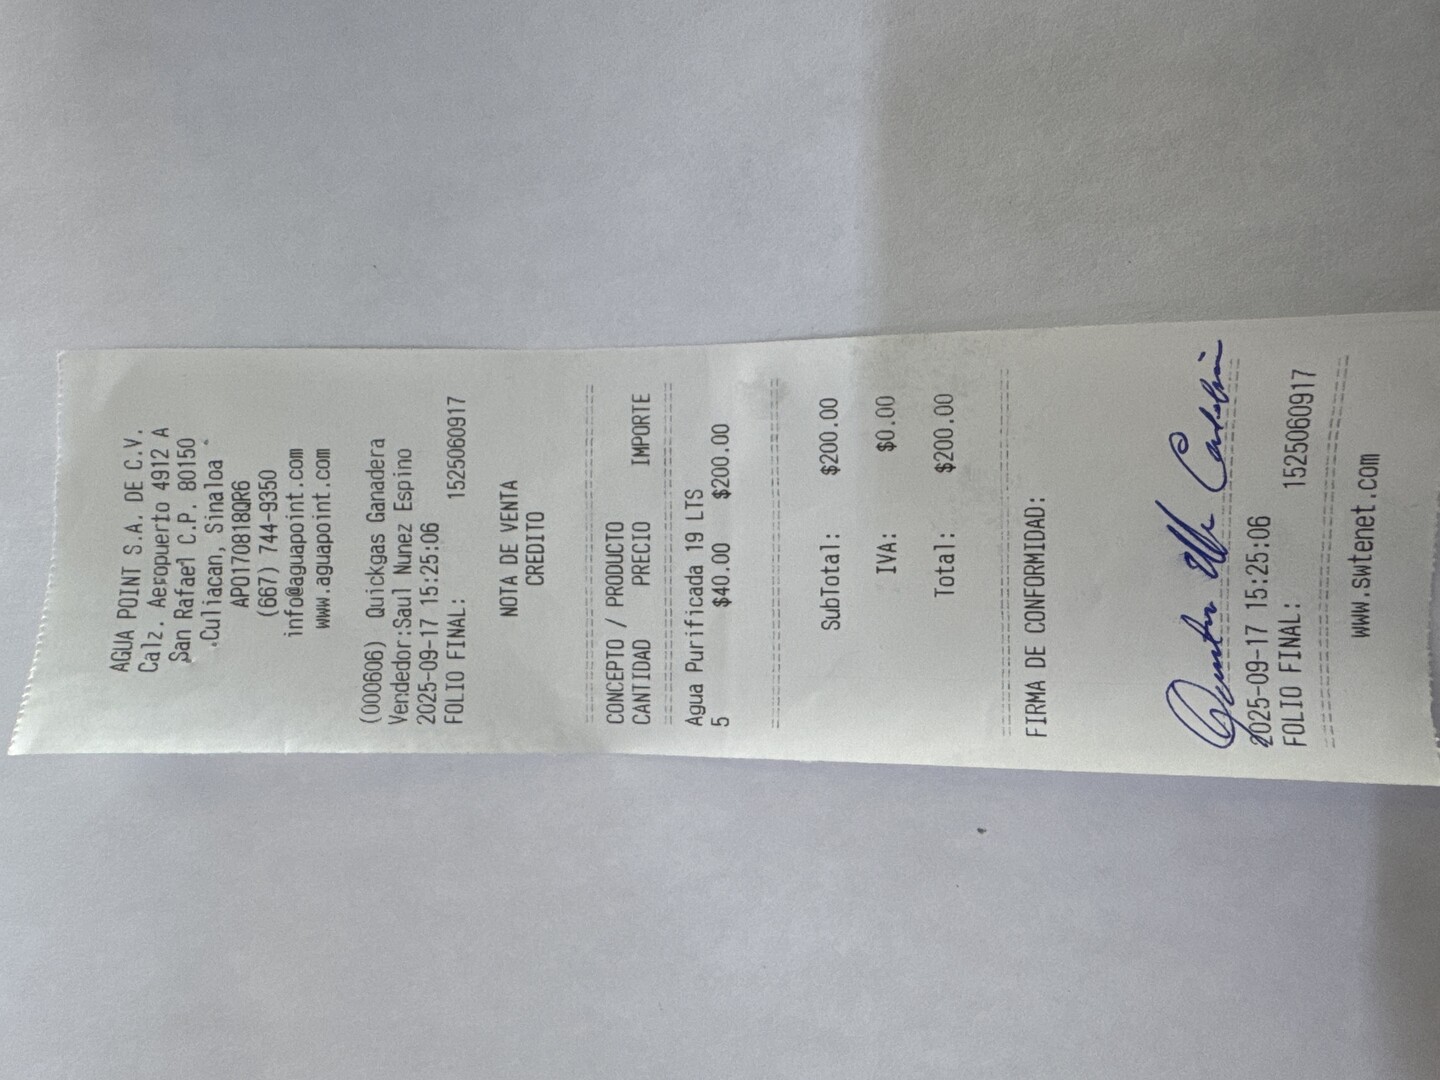 AGUA POINT S.A. DE C.V.
Calz. Aeropuerto 4912 A
San Rafael C.P. 80150
.Culiacan, Sinaloa
APO170818QR6
(667) 744-9350
info@aguapoint.com
www.aguapoint.com
(000606) Quickgas Ganadera
Vendedor:Saul Nunez Espino
2025-09-17 15:25:06
FOLIO FINAL: 1525060917
NOTA DE VENTA
CREDITO
CONCEPTO / PRODUCTO
CANTIDAD PRECIO IMPORTE
Agua Purificada 19 LTS
5 $40.00 $200.00
SubTotal: $200.00
IVA: $0.00
Total: $200.00
FIRMA DE CONFORMIDAD:
2025-09-17 15:25:06
FOLIO FINAL: 1525060917
www.swtenet.com